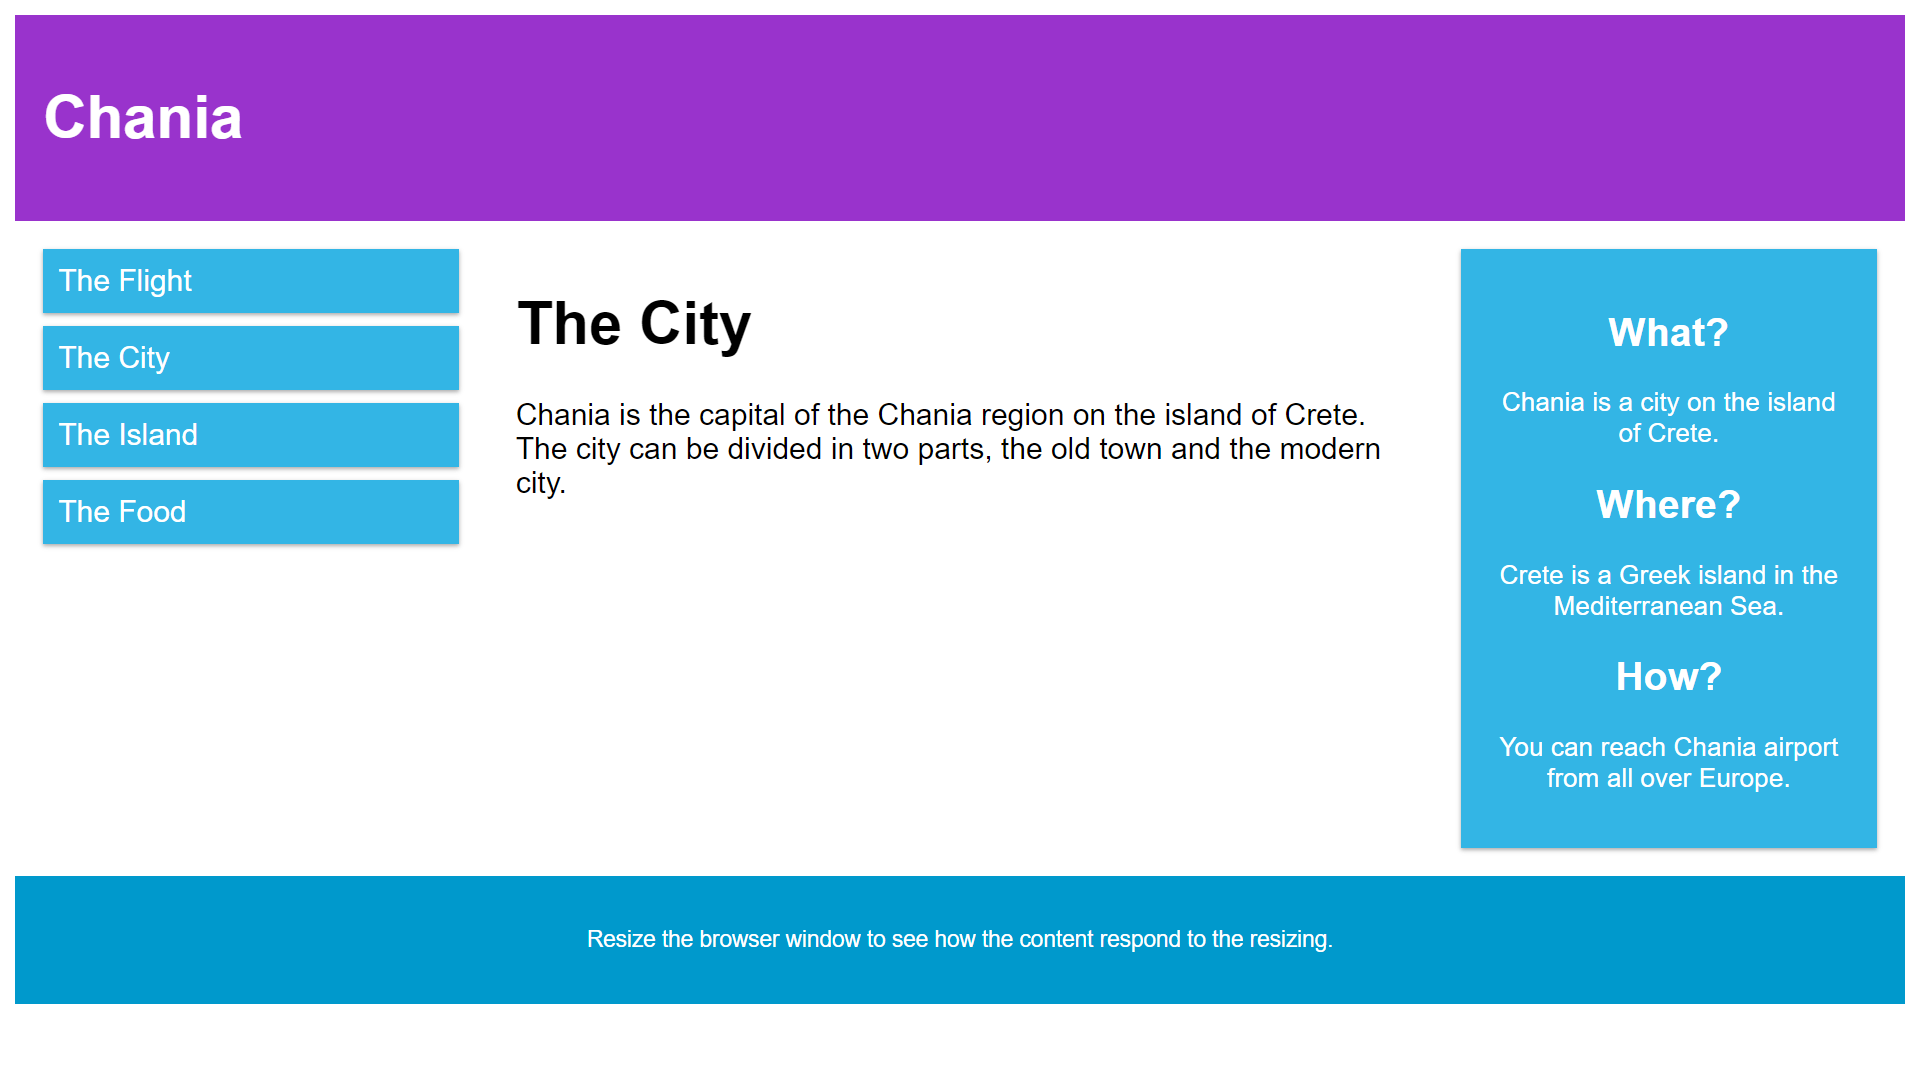 Chania
The Flight
The City
The Island
The Food
The City
Chania is the capital of the Chania region on the island of Crete.
The city can be divided in two parts, the old town and the modern
city.
What?
Chania is a city on the island
of Crete.
Where?
Crete is a Greek island in the
Mediterranean Sea.
How?
You can reach Chania airport
from all over Europe.
Resize the browser window to see how the content respond to the resizing.